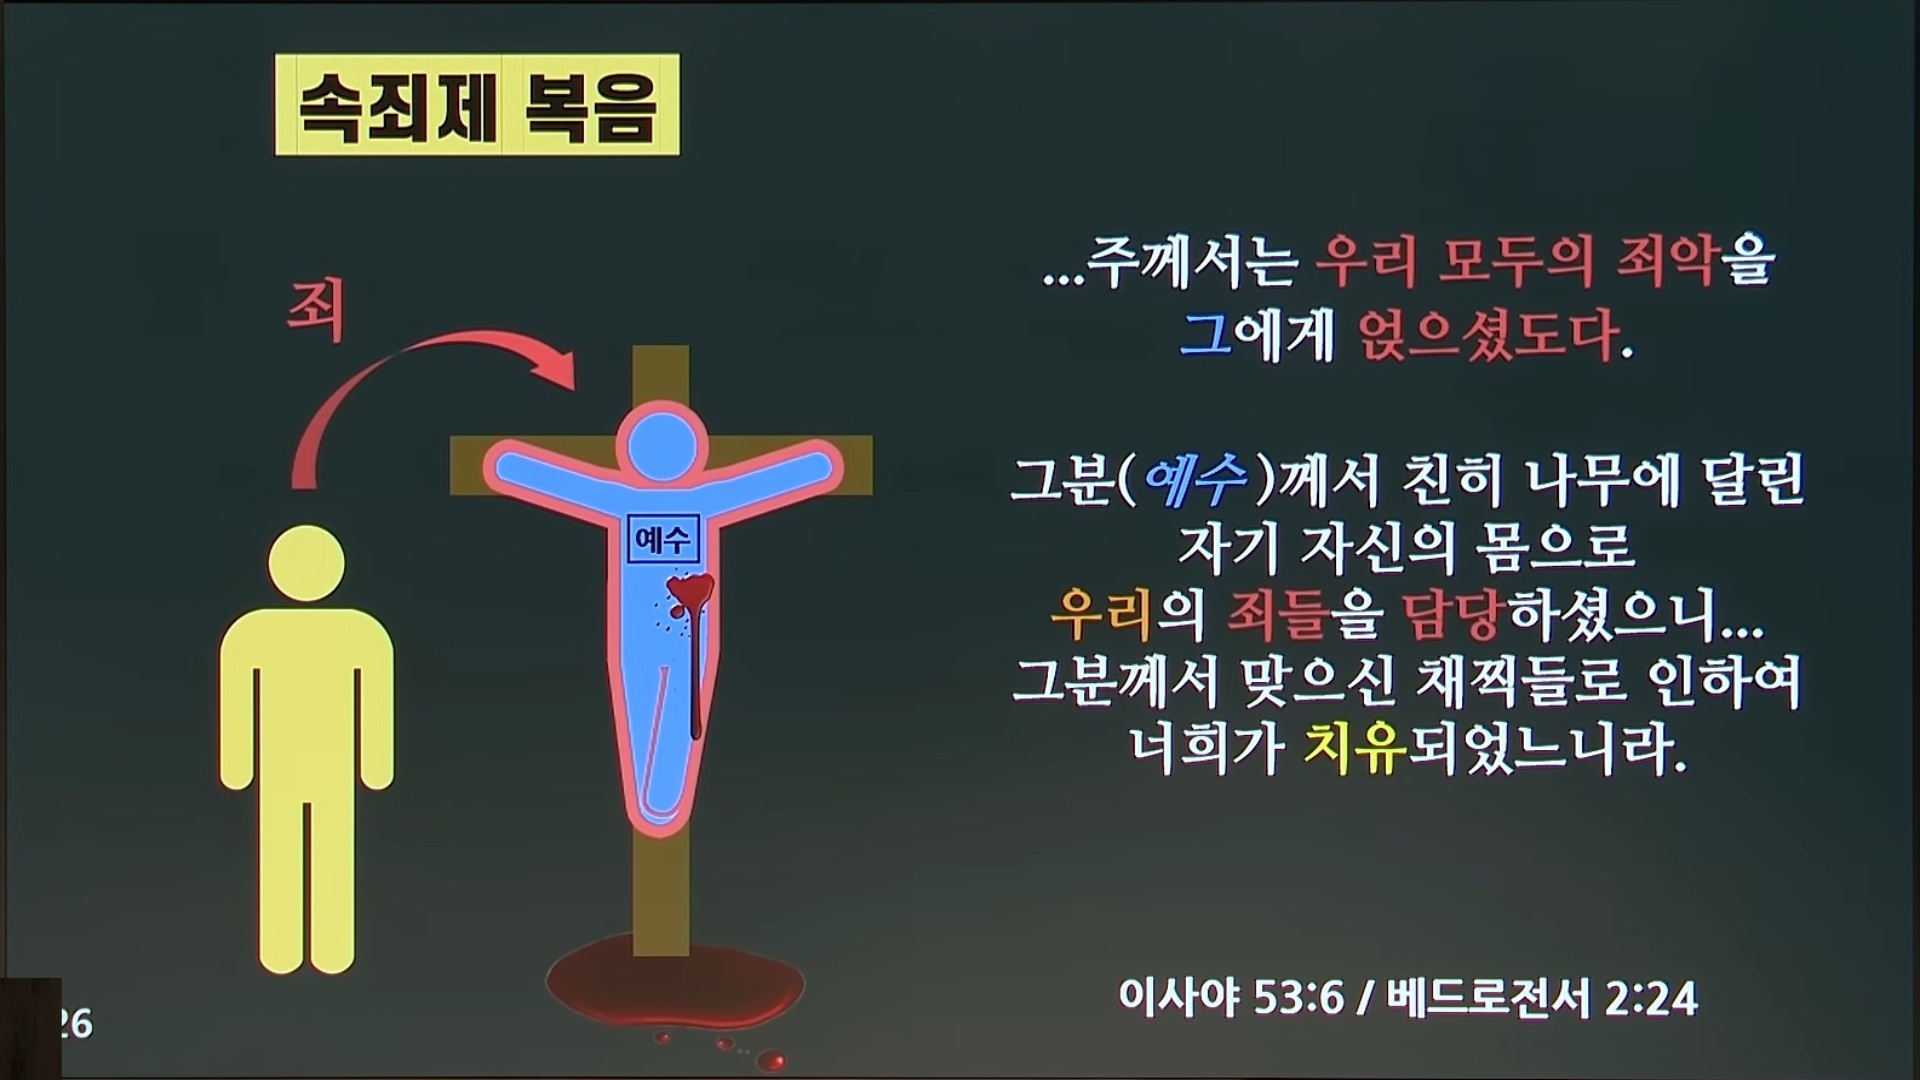 속죄제 복음
죄
예수
...주께서는 우리 모두의 죄악을
그에게 얹으셨도다.
그분(예수)께서 친히 나무에 달린
자기 자신의 몸으로
우리의 죄들을 담당하셨으니...
그분께서 맞으신 채찍들로 인하여
너희가 치유되었느니라.
이사야 53:6 / 베드로전서 2:24
26